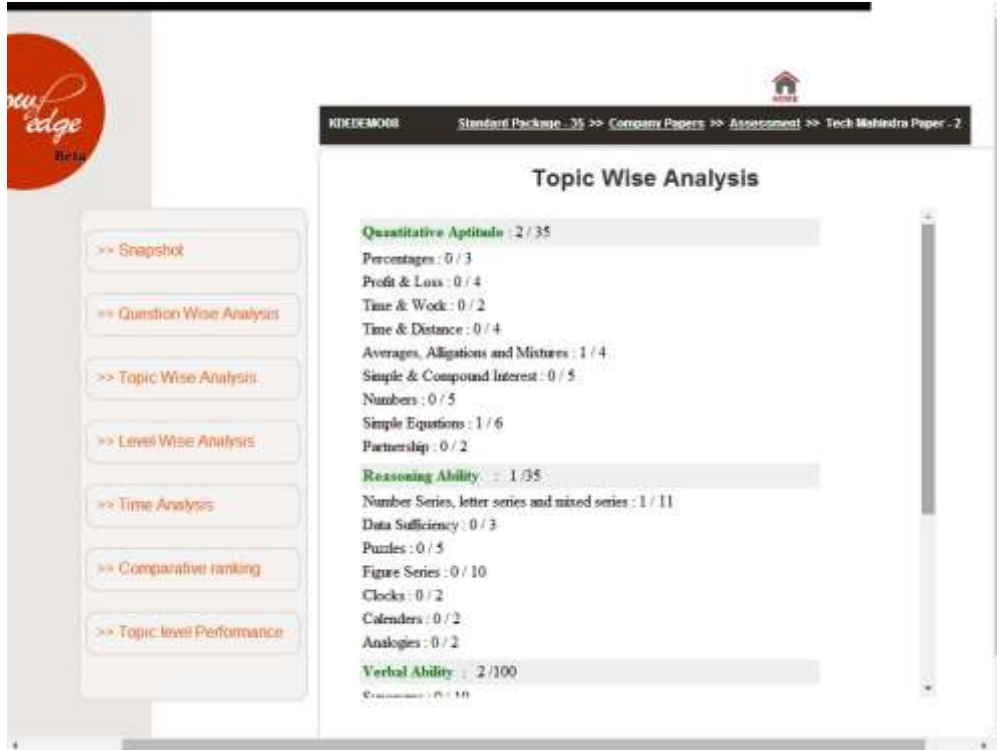 edge
Beta
HOME
KDEDEMO08 Standard Package_35 >> Company Papers >> Assessment >> Tech Mahindra Paper - 2
Topic Wise Analysis
>> Snapshot
>> Question Wise Analysis
>> Topic Wise Analysis
>> Level Wise Analysis
>> Time Analysis
>> Comparative ranking
>> Topic level Performance
Quantitative Aptitude : 2 / 35
Percentages : 0 / 3
Profit & Loss : 0 / 4
Time & Work : 0 / 2
Time & Distance : 0 / 4
Averages, Alligations and Mixtures : 1 / 4
Simple & Compound Interest : 0 / 5
Numbers : 0 / 5
Simple Equations : 1 / 6
Partnership : 0 / 2
Reasoning Ability : 1 /35
Number Series, letter series and mixed series : 1 / 11
Data Sufficiency : 0 / 3
Puzzles : 0 / 5
Figure Series : 0 / 10
Clocks : 0 / 2
Calenders : 0 / 2
Analogies : 0 / 2
Verbal Ability : 2 /100